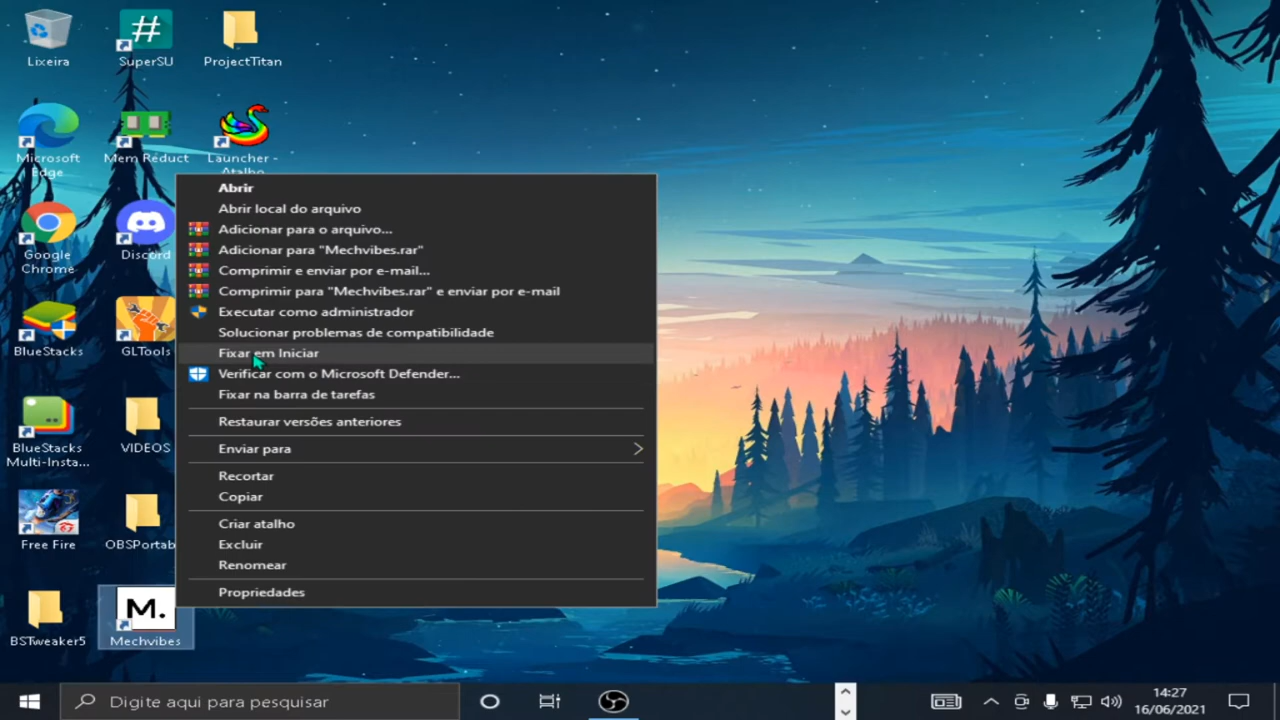 Lixeira
SuperSU
ProjectTitan
Microsoft
Edge
Mem Reduct
Launcher -
Atalho
Google
Chrome
Discord
BlueStacks
GLTools
BlueStacks
Multi-Insta...
VIDEOS
Free Fire
OBSPortab
BSTweaker5
M.
Mechvibes
Abrir
Abrir local do arquivo
Adicionar para o arquivo...
Adicionar para "Mechvibes.rar"
Comprimir e enviar por e-mail...
Comprimir para "Mechvibes.rar" e enviar por e-mail
Executar como administrador
Solucionar problemas de compatibilidade
Fixar em Iniciar
Verificar com o Microsoft Defender...
Fixar na barra de tarefas
Restaurar versões anteriores
Enviar para
Recortar
Copiar
Criar atalho
Excluir
Renomear
Propriedades
Digite aqui para pesquisar
14:27
16/06/2021